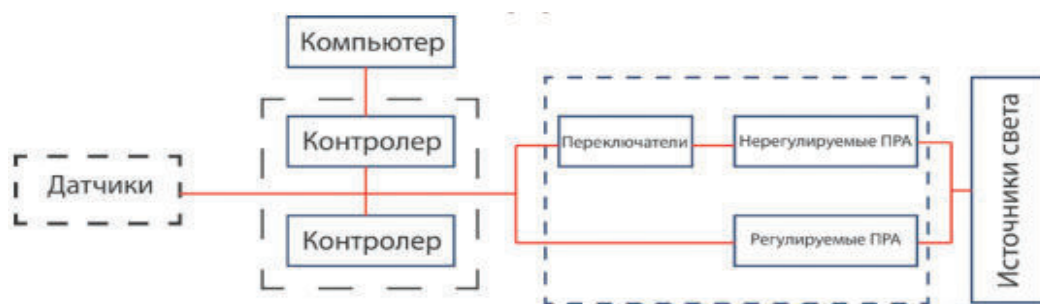 Компьютер
Контролер
Датчики
Контролер
Переключатели
Нерегулируемые ПРА
Регулируемые ПРА
Источники света